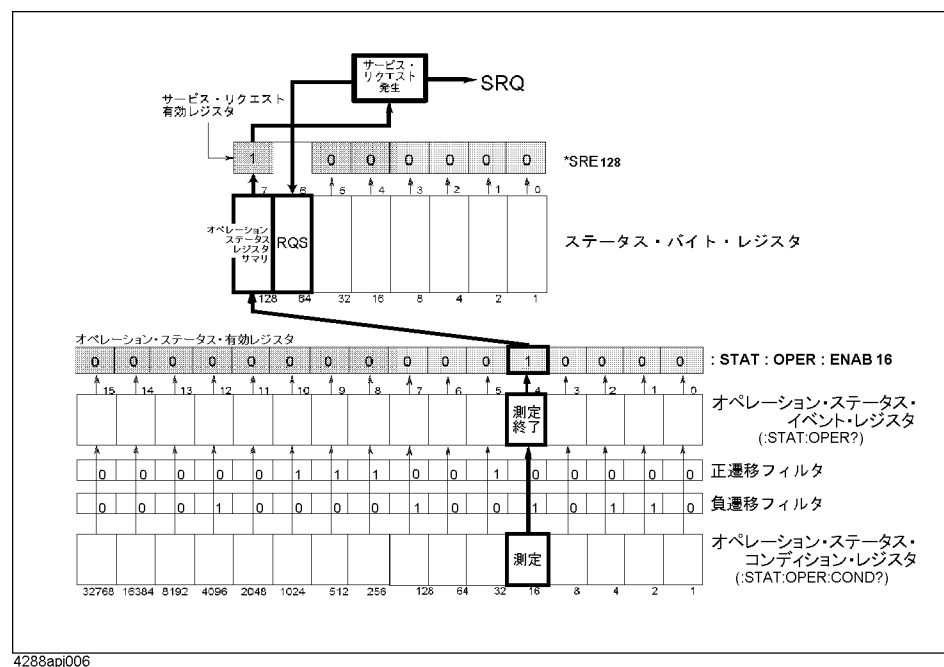 サービス・
リクエスト
発生
SRQ
サービス・リクエスト
有効レジスタ
1 0 0 0 0 0 0
*SRE128
7 6 5 4 3 2 1 0
オペレーション
ステータス
レジスタ
サマリ
RQS
ステータス・バイト・レジスタ
128 64 32 16 8 4 2 1
オペレーション・ステータス・有効レジスタ
0 0 0 0 0 0 0 0 0 0 0 1 0 0 0 0
: STAT : OPER : ENAB 16
15 14 13 12 11 10 9 8 7 6 5 4 3 2 1 0
測定
終了
オペレーション・ステータス・
イベント・レジスタ
(:STAT:OPER?)
0 0 0 0 0 1 1 1 0 0 1 0 0 0 0 0
正遷移フィルタ
0 0 0 1 0 0 0 0 1 0 0 1 0 1 1 0
負遷移フィルタ
測定
オペレーション・ステータス・
コンディション・レジスタ
(:STAT:OPER:COND?)
32768 16384 8192 4096 2048 1024 512 256 128 64 32 16 8 4 2 1
4288apj006